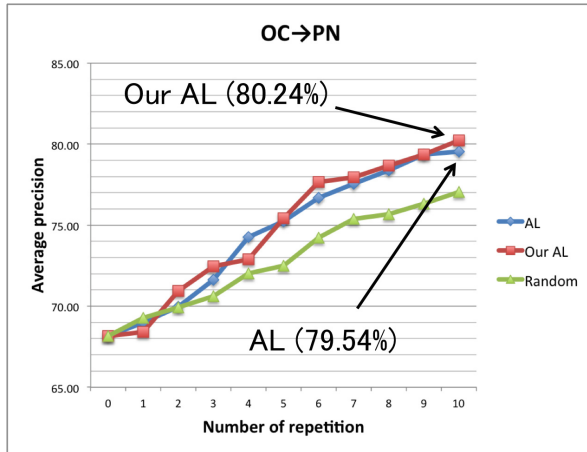 OC→PN
85.00
Our AL (80.24%)
80.00
75.00
70.00
65.00
Average precision
AL
Our AL
Random
AL (79.54%)
0 1 2 3 4 5 6 7 8 9 10
Number of repetition